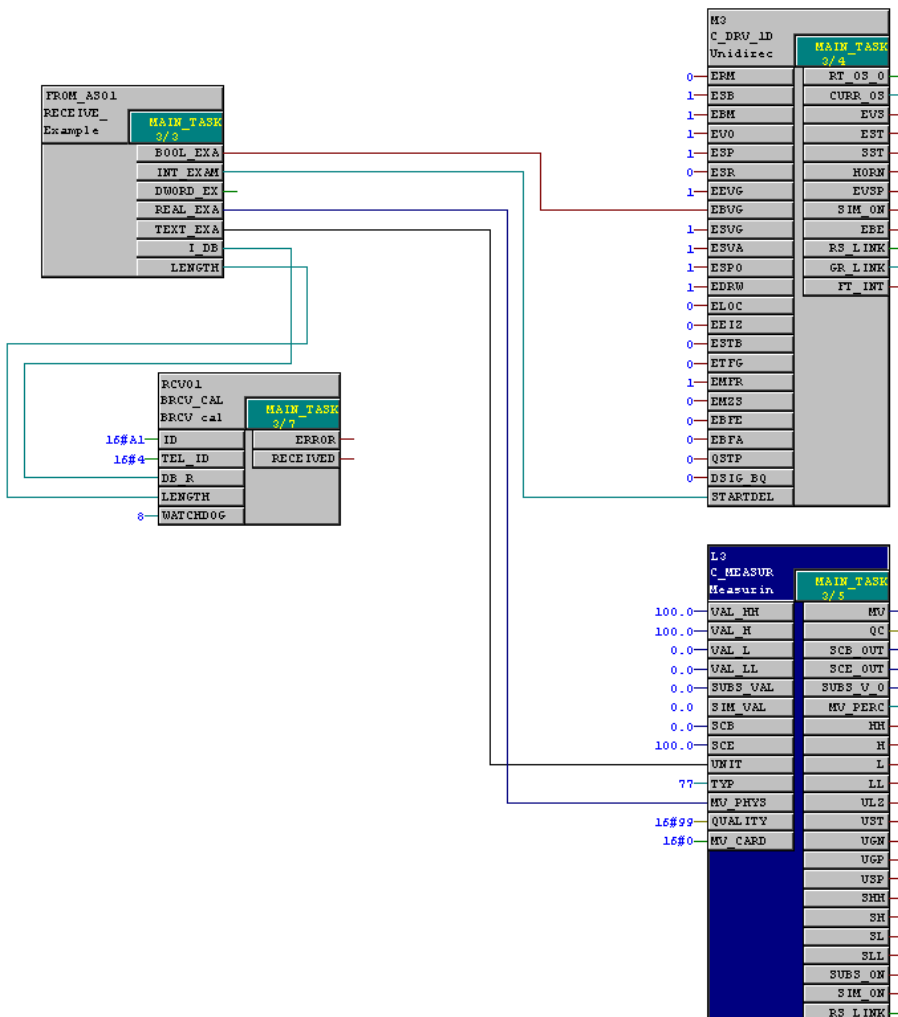 FROM_AS01
RECEIVE_
Example
MAIN_TASK
3/3
BOOL_EXA
INT_EXAM
DWORD_EX
REAL_EXA
TEXT_EXA
I_DB
LENGTH
RCV01
BRCV_CAL
BRCV cal
MAIN_TASK
3/7
16#A1 ID ERROR
16#4 TEL_ID RECEIVED
DB_R
LENGTH
8 WATCHDOG
M3
C_DRV_1D
Unidirec
MAIN_TASK
3/4
0 ERM RT_OS_O
1 ESB CURR_OS
1 EBM EVS
1 EVO EST
1 ESP SST
0 ESR HORN
1 EEVG EVSP
EBVG SIM_ON
1 ESVG EBE
1 ESVA RS_LINK
1 ESPO GR_LINK
1 EDRW FT_INT
0 ELOC
0 EEIZ
0 ESTB
0 ETFG
1 EMFR
0 EMZS
0 EBFE
0 EBFA
0 QSTP
0 DSIG_BQ
STARTDEL
L3
C_MEASUR
Measurin
MAIN_TASK
3/5
100.0 VAL_HH MV
100.0 VAL_H QC
0.0 VAL_L SCB_OUT
0.0 VAL_LL SCE_OUT
0.0 SUBS_VAL SUBS_V_O
0.0 SIM_VAL MV_PERC
0.0 SCB HH
100.0 SCE H
UNIT L
77 TYP LL
MV_PHYS ULZ
16#99 QUALITY UST
16#0 MV_CARD UGN
UGP
USP
SHH
SH
SL
SLL
SUBS_ON
SIM_ON
RS_LINK